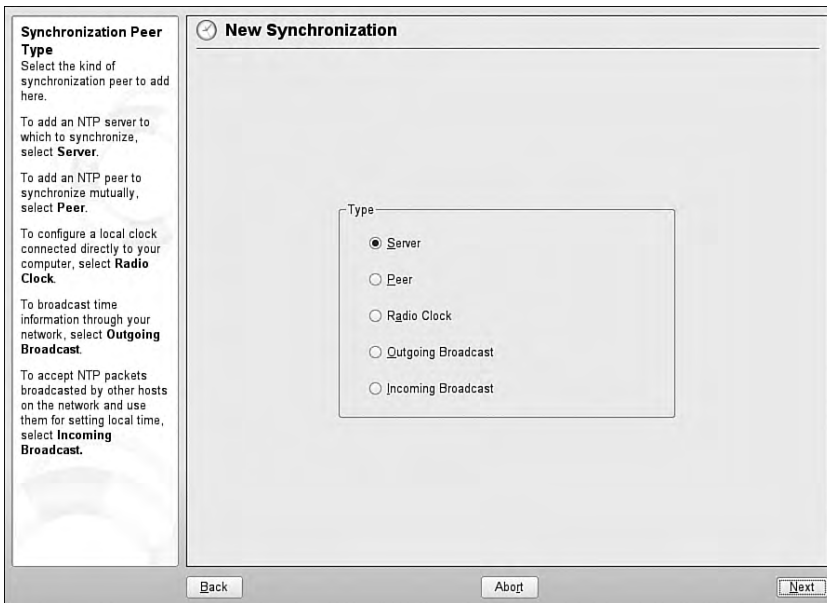 Synchronization Peer
Type
Select the kind of
synchronization peer to add
here.
To add an NTP server to
which to synchronize,
select Server.
To add an NTP peer to
synchronize mutually,
select Peer.
To configure a local clock
connected directly to your
computer, select Radio
Clock.
To broadcast time
information through your
network, select Outgoing
Broadcast.
To accept NTP packets
broadcasted by other hosts
on the network and use
them for setting local time,
select Incoming
Broadcast.
New Synchronization
Type
Server
Peer
Radio Clock
Outgoing Broadcast
Incoming Broadcast
Back
Abort
Next